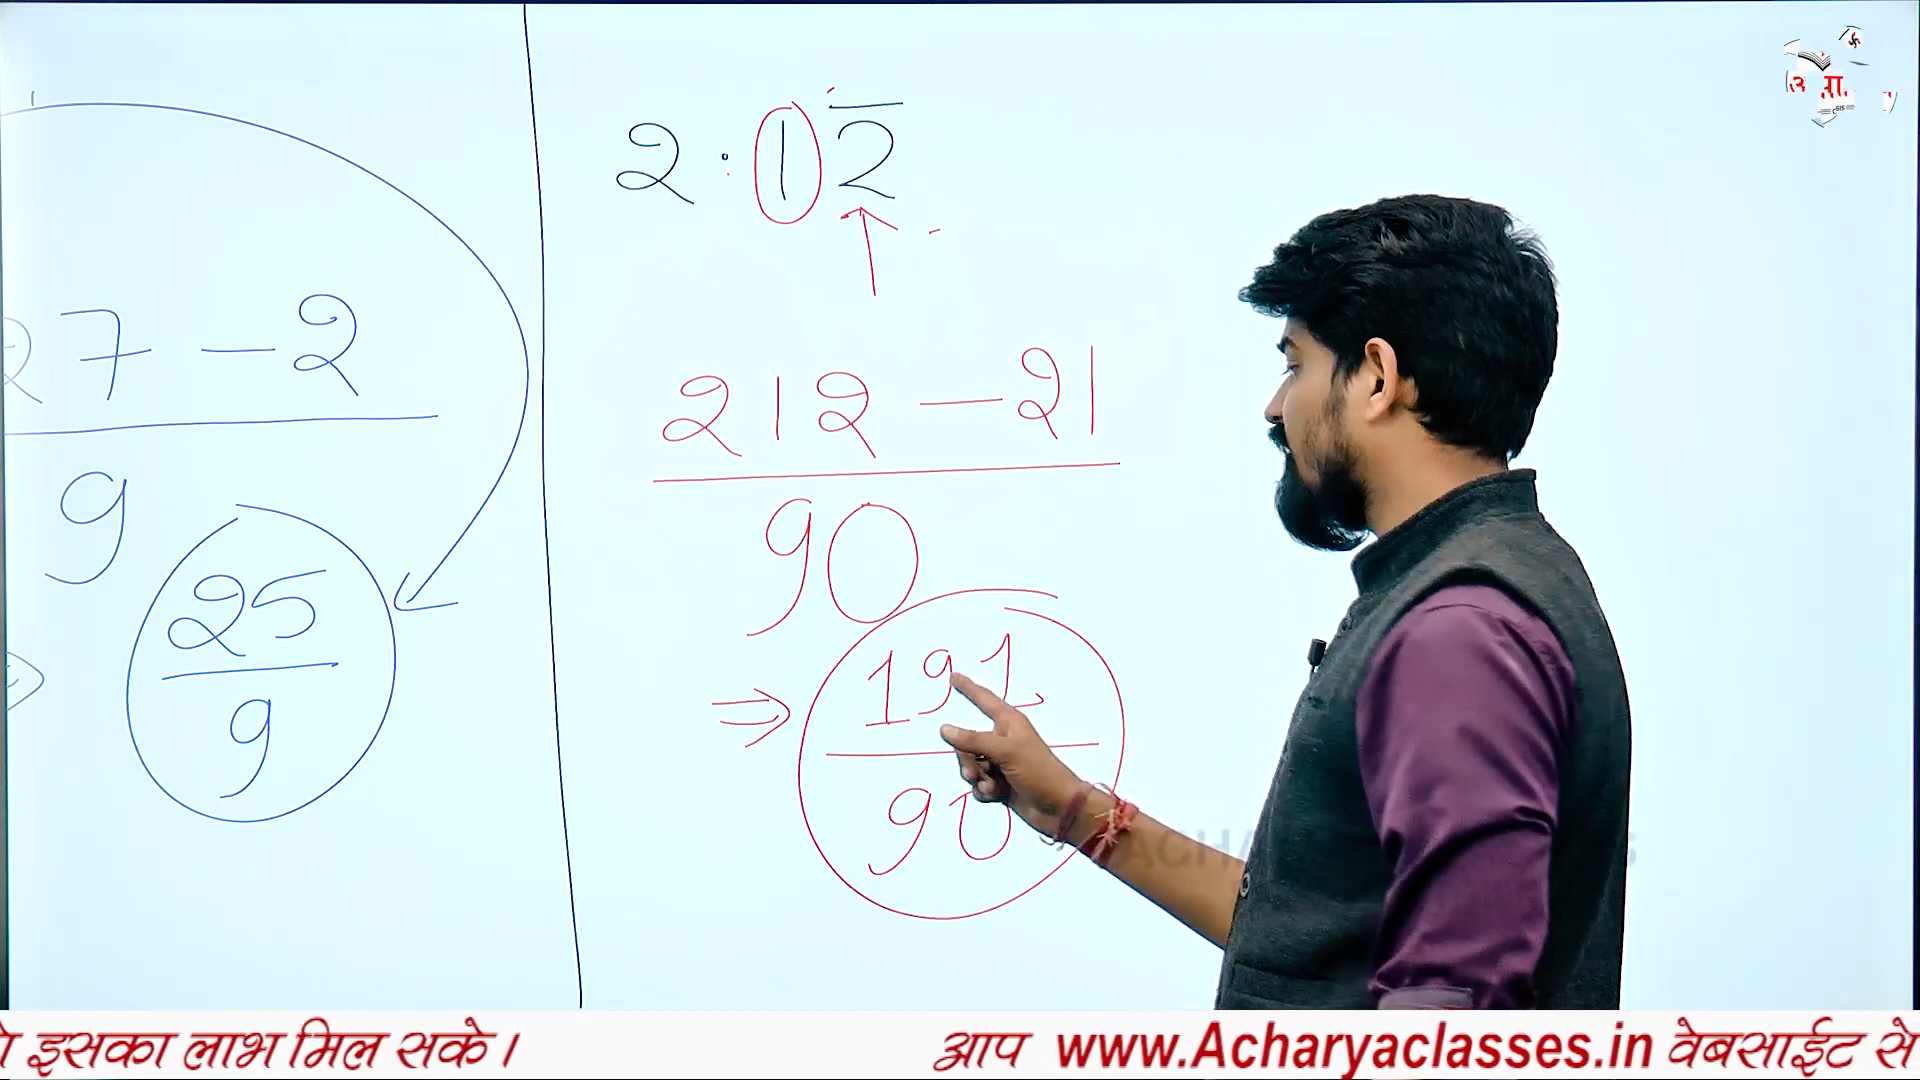 27 - 2
9
25
9
2.12̅
212 - 21
90
⇒ 191
90
इसका लाभ मिल सके।
आप www.Acharyaclasses.in वेबसाईट से